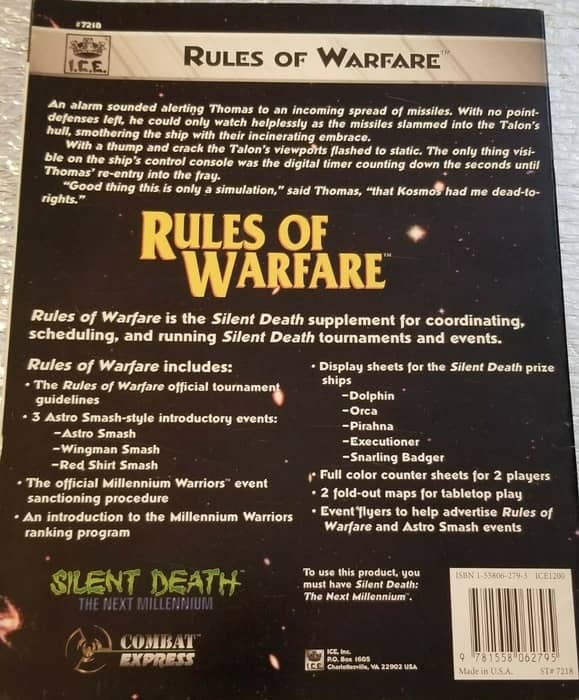 #7218
I.C.E.
RULES OF WARFARE™
An alarm sounded alerting Thomas to an incoming spread of missiles. With no point-
defenses left, he could only watch helplessly as the missiles slammed into the Talon's
hull, smothering the ship with their incinerating embrace.
With a thump and crack the Talon's viewports flashed to static. The only thing visi-
ble on the ship's control console was the digital timer counting down the seconds until
Thomas' re-entry into the fray.
"Good thing this is only a simulation," said Thomas, "that Kosmos had me dead-to-
rights."
RULES OF
WARFARE™
Rules of Warfare is the Silent Death supplement for coordinating,
scheduling, and running Silent Death tournaments and events.
Rules of Warfare includes:
• The Rules of Warfare official tournament
guidelines
• 3 Astro Smash-style introductory events:
–Astro Smash
–Wingman Smash
–Red Shirt Smash
• The official Millennium Warriors™ event
sanctioning procedure
• An introduction to the Millennium Warriors
ranking program
• Display sheets for the Silent Death prize
ships
–Dolphin
–Orca
–Pirahna
–Executioner
–Snarling Badger
• Full color counter sheets for 2 players
• 2 fold-out maps for tabletop play
• Event flyers to help advertise Rules of
Warfare and Astro Smash events
SILENT DEATH™
THE NEXT MILLENNIUM
COMBAT™
EXPRESS
To use this product, you
must have Silent Death:
The Next Millennium™.
I.C.E.
ICE, Inc.
P.O. Box 1605
Charlottesville, VA 22902 USA
ISBN 1-55806-279-5 ICE1200
9 781558 062795
Made in U.S.A. ST# 7218